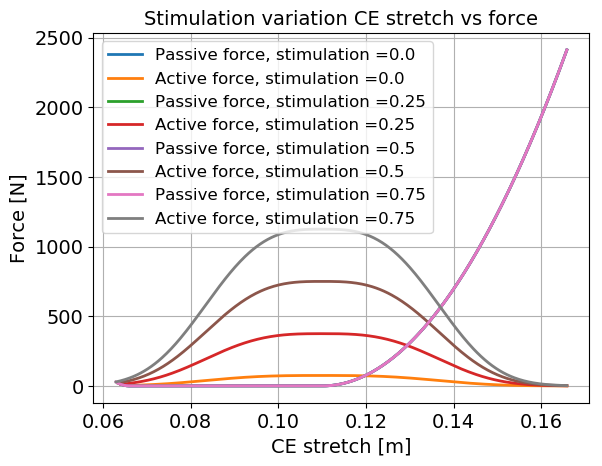 Stimulation variation CE stretch vs force
2500
2000
1500
1000
500
0
Force [N]
Passive force, stimulation =0.0
Active force, stimulation =0.0
Passive force, stimulation =0.25
Active force, stimulation =0.25
Passive force, stimulation =0.5
Active force, stimulation =0.5
Passive force, stimulation =0.75
Active force, stimulation =0.75
0.06 0.08 0.10 0.12 0.14 0.16
CE stretch [m]